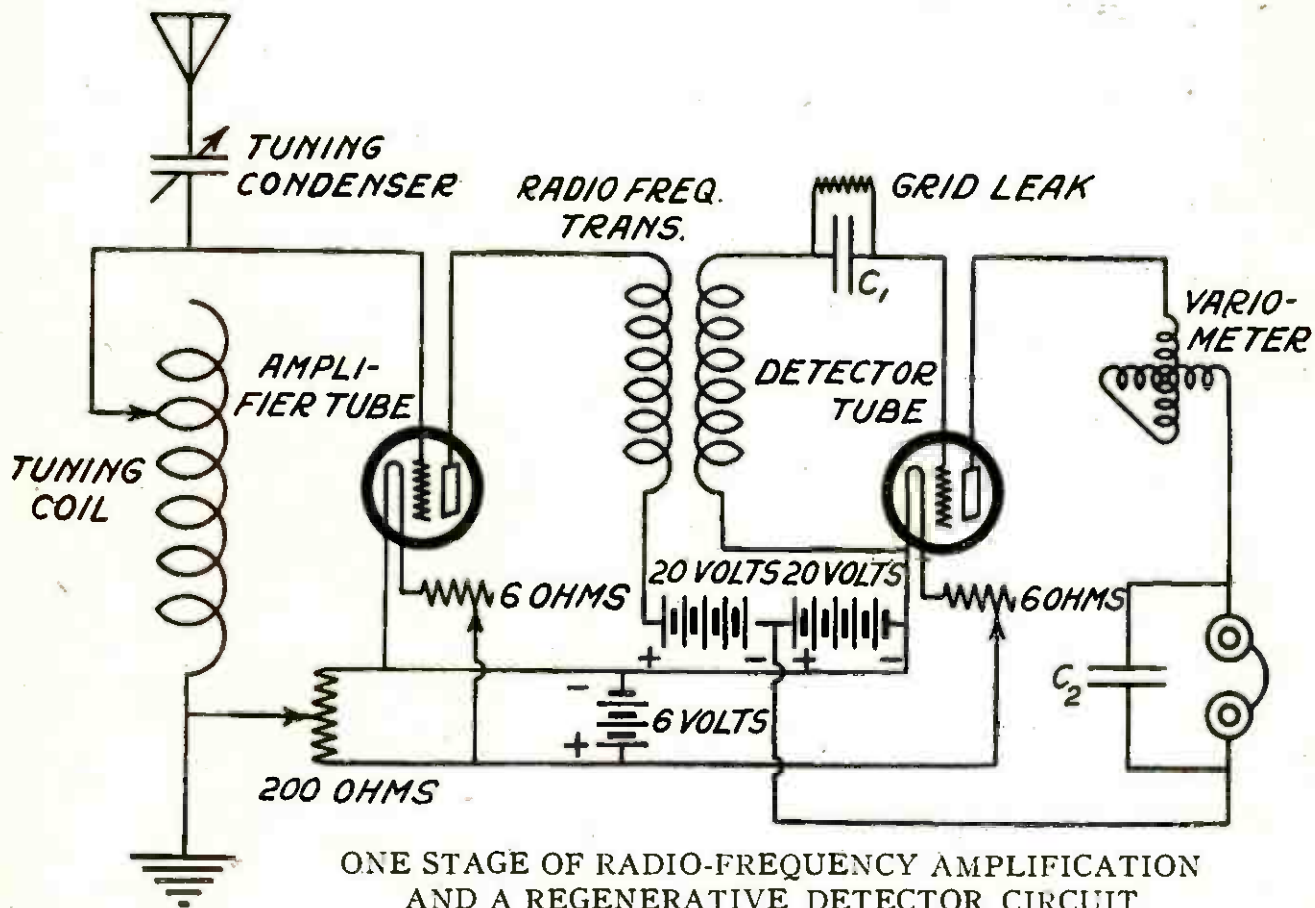 TUNING
CONDENSER
RADIO FREQ.
TRANS.
GRID LEAK
C1
VARIO-
METER
AMPLI-
FIER TUBE
DETECTOR
TUBE
TUNING
COIL
20 VOLTS 20 VOLTS
6 OHMS
6 OHMS
+ - + -
C2
-
6 VOLTS
+
200 OHMS
ONE STAGE OF RADIO-FREQUENCY AMPLIFICATION
AND A REGENERATIVE DETECTOR CIRCUIT